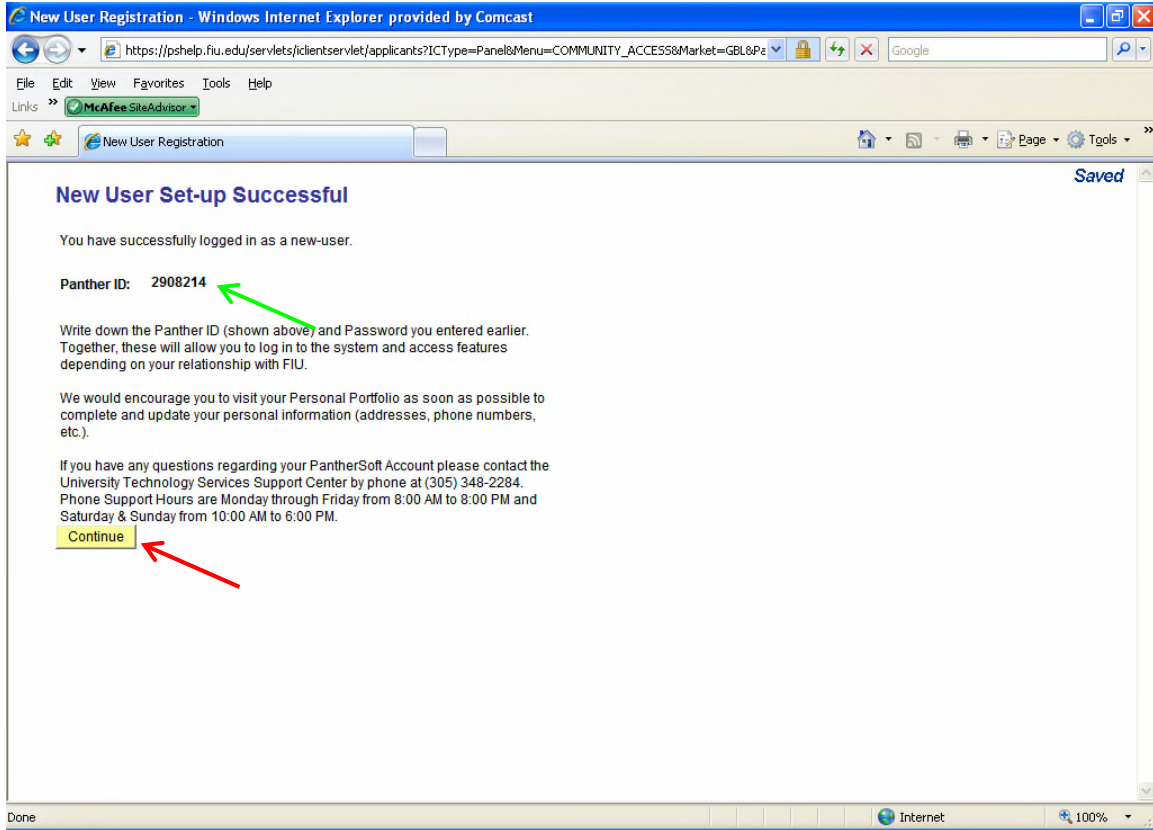 New User Registration - Windows Internet Explorer provided by Comcast
https://pshelp.fiu.edu/servlets/iclientservlet/applicants?ICType=Panel&Menu=COMMUNITY_ACCESS&Market=GBL&Pa
Google
File Edit View Favorites Tools Help
Links » McAfee SiteAdvisor
New User Registration
Page Tools »
Saved
New User Set-up Successful
You have successfully logged in as a new-user.
Panther ID: 2908214
Write down the Panther ID (shown above) and Password you entered earlier.
Together, these will allow you to log in to the system and access features
depending on your relationship with FIU.
We would encourage you to visit your Personal Portfolio as soon as possible to
complete and update your personal information (addresses, phone numbers,
etc.).
If you have any questions regarding your PantherSoft Account please contact the
University Technology Services Support Center by phone at (305) 348-2284.
Phone Support Hours are Monday through Friday from 8:00 AM to 8:00 PM and
Saturday & Sunday from 10:00 AM to 6:00 PM.
Continue
Done
Internet
100%